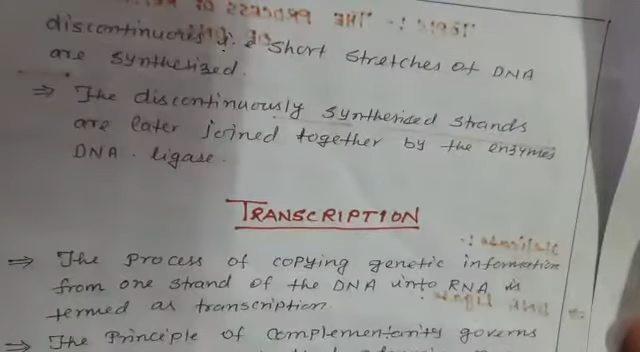 discontinuously i.e short stretches of DNA
are synthesized.
⇒ The discontinuously synthesised strands
are later joined together by the enzymes
DNA ligase.
TRANSCRIPTION
⇒ The process of copying genetic information
from one strand of the DNA into RNA is
termed as transcription.
⇒ The principle of complementarity governs